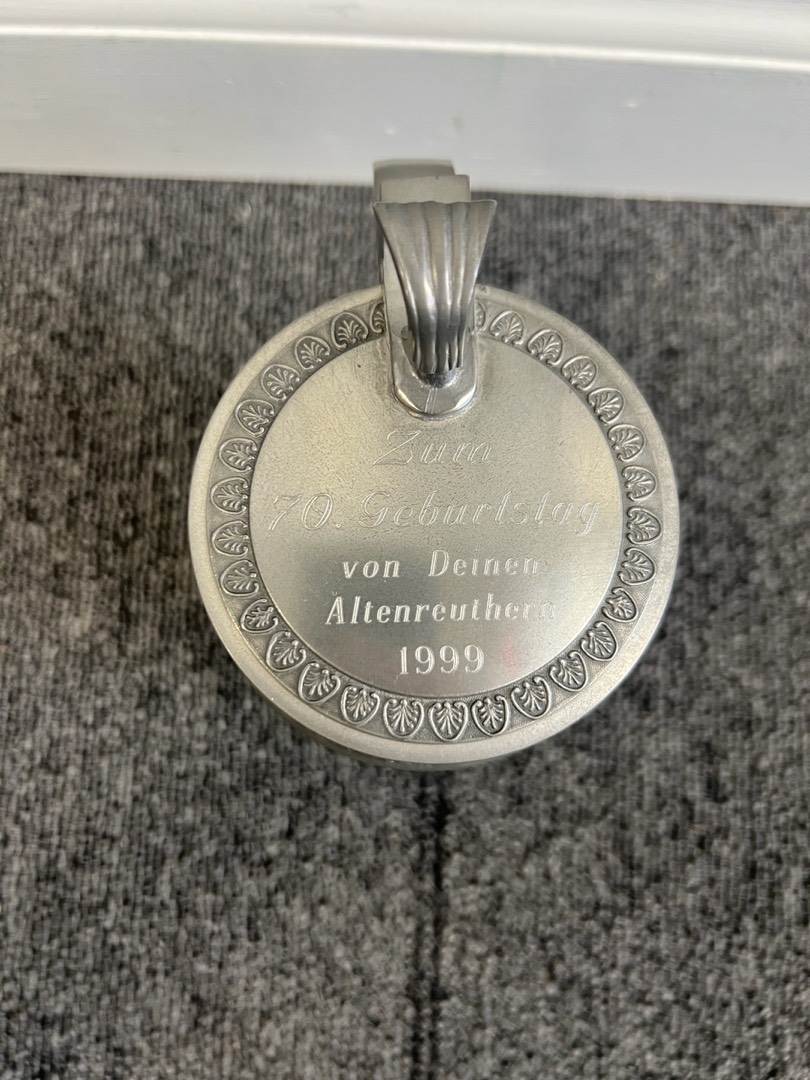 Zum
70. Geburtstag
von Deinen
Altenreuthern
1999